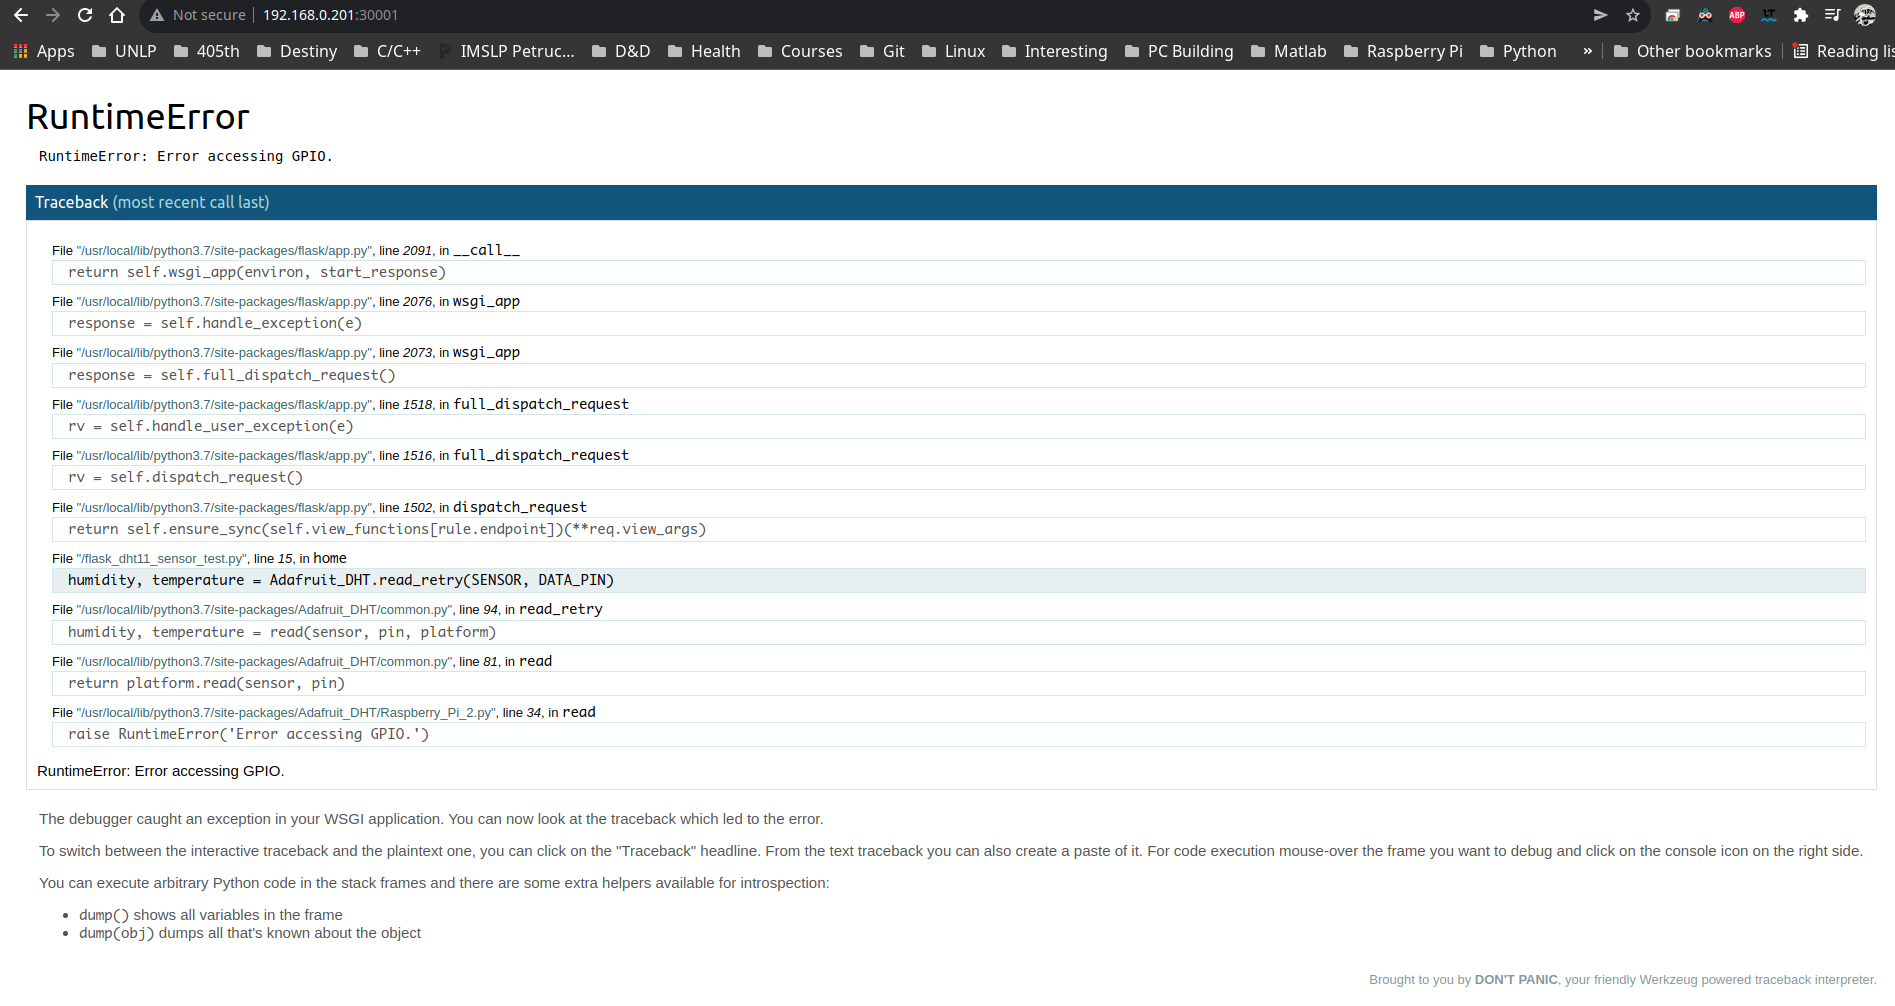 Not secure 192.168.0.201:30001
ABP
Apps UNLP 405th Destiny C/C++ IMSLP Petruc... D&D Health Courses Git Linux Interesting PC Building Matlab Raspberry Pi Python » Other bookmarks Reading lis
RuntimeError
RuntimeError: Error accessing GPIO.
Traceback (most recent call last)
File "/usr/local/lib/python3.7/site-packages/flask/app.py", line 2091, in __call__
return self.wsgi_app(environ, start_response)
File "/usr/local/lib/python3.7/site-packages/flask/app.py", line 2076, in wsgi_app
response = self.handle_exception(e)
File "/usr/local/lib/python3.7/site-packages/flask/app.py", line 2073, in wsgi_app
response = self.full_dispatch_request()
File "/usr/local/lib/python3.7/site-packages/flask/app.py", line 1518, in full_dispatch_request
rv = self.handle_user_exception(e)
File "/usr/local/lib/python3.7/site-packages/flask/app.py", line 1516, in full_dispatch_request
rv = self.dispatch_request()
File "/usr/local/lib/python3.7/site-packages/flask/app.py", line 1502, in dispatch_request
return self.ensure_sync(self.view_functions[rule.endpoint])(**req.view_args)
File "/flask_dht11_sensor_test.py", line 15, in home
humidity, temperature = Adafruit_DHT.read_retry(SENSOR, DATA_PIN)
File "/usr/local/lib/python3.7/site-packages/Adafruit_DHT/common.py", line 94, in read_retry
humidity, temperature = read(sensor, pin, platform)
File "/usr/local/lib/python3.7/site-packages/Adafruit_DHT/common.py", line 81, in read
return platform.read(sensor, pin)
File "/usr/local/lib/python3.7/site-packages/Adafruit_DHT/Raspberry_Pi_2.py", line 34, in read
raise RuntimeError('Error accessing GPIO.')
RuntimeError: Error accessing GPIO.
The debugger caught an exception in your WSGI application. You can now look at the traceback which led to the error.
To switch between the interactive traceback and the plaintext one, you can click on the "Traceback" headline. From the text traceback you can also create a paste of it. For code execution mouse-over the frame you want to debug and click on the console icon on the right side.
You can execute arbitrary Python code in the stack frames and there are some extra helpers available for introspection:
• dump() shows all variables in the frame
• dump(obj) dumps all that's known about the object
Brought to you by DON'T PANIC, your friendly Werkzeug powered traceback interpreter.